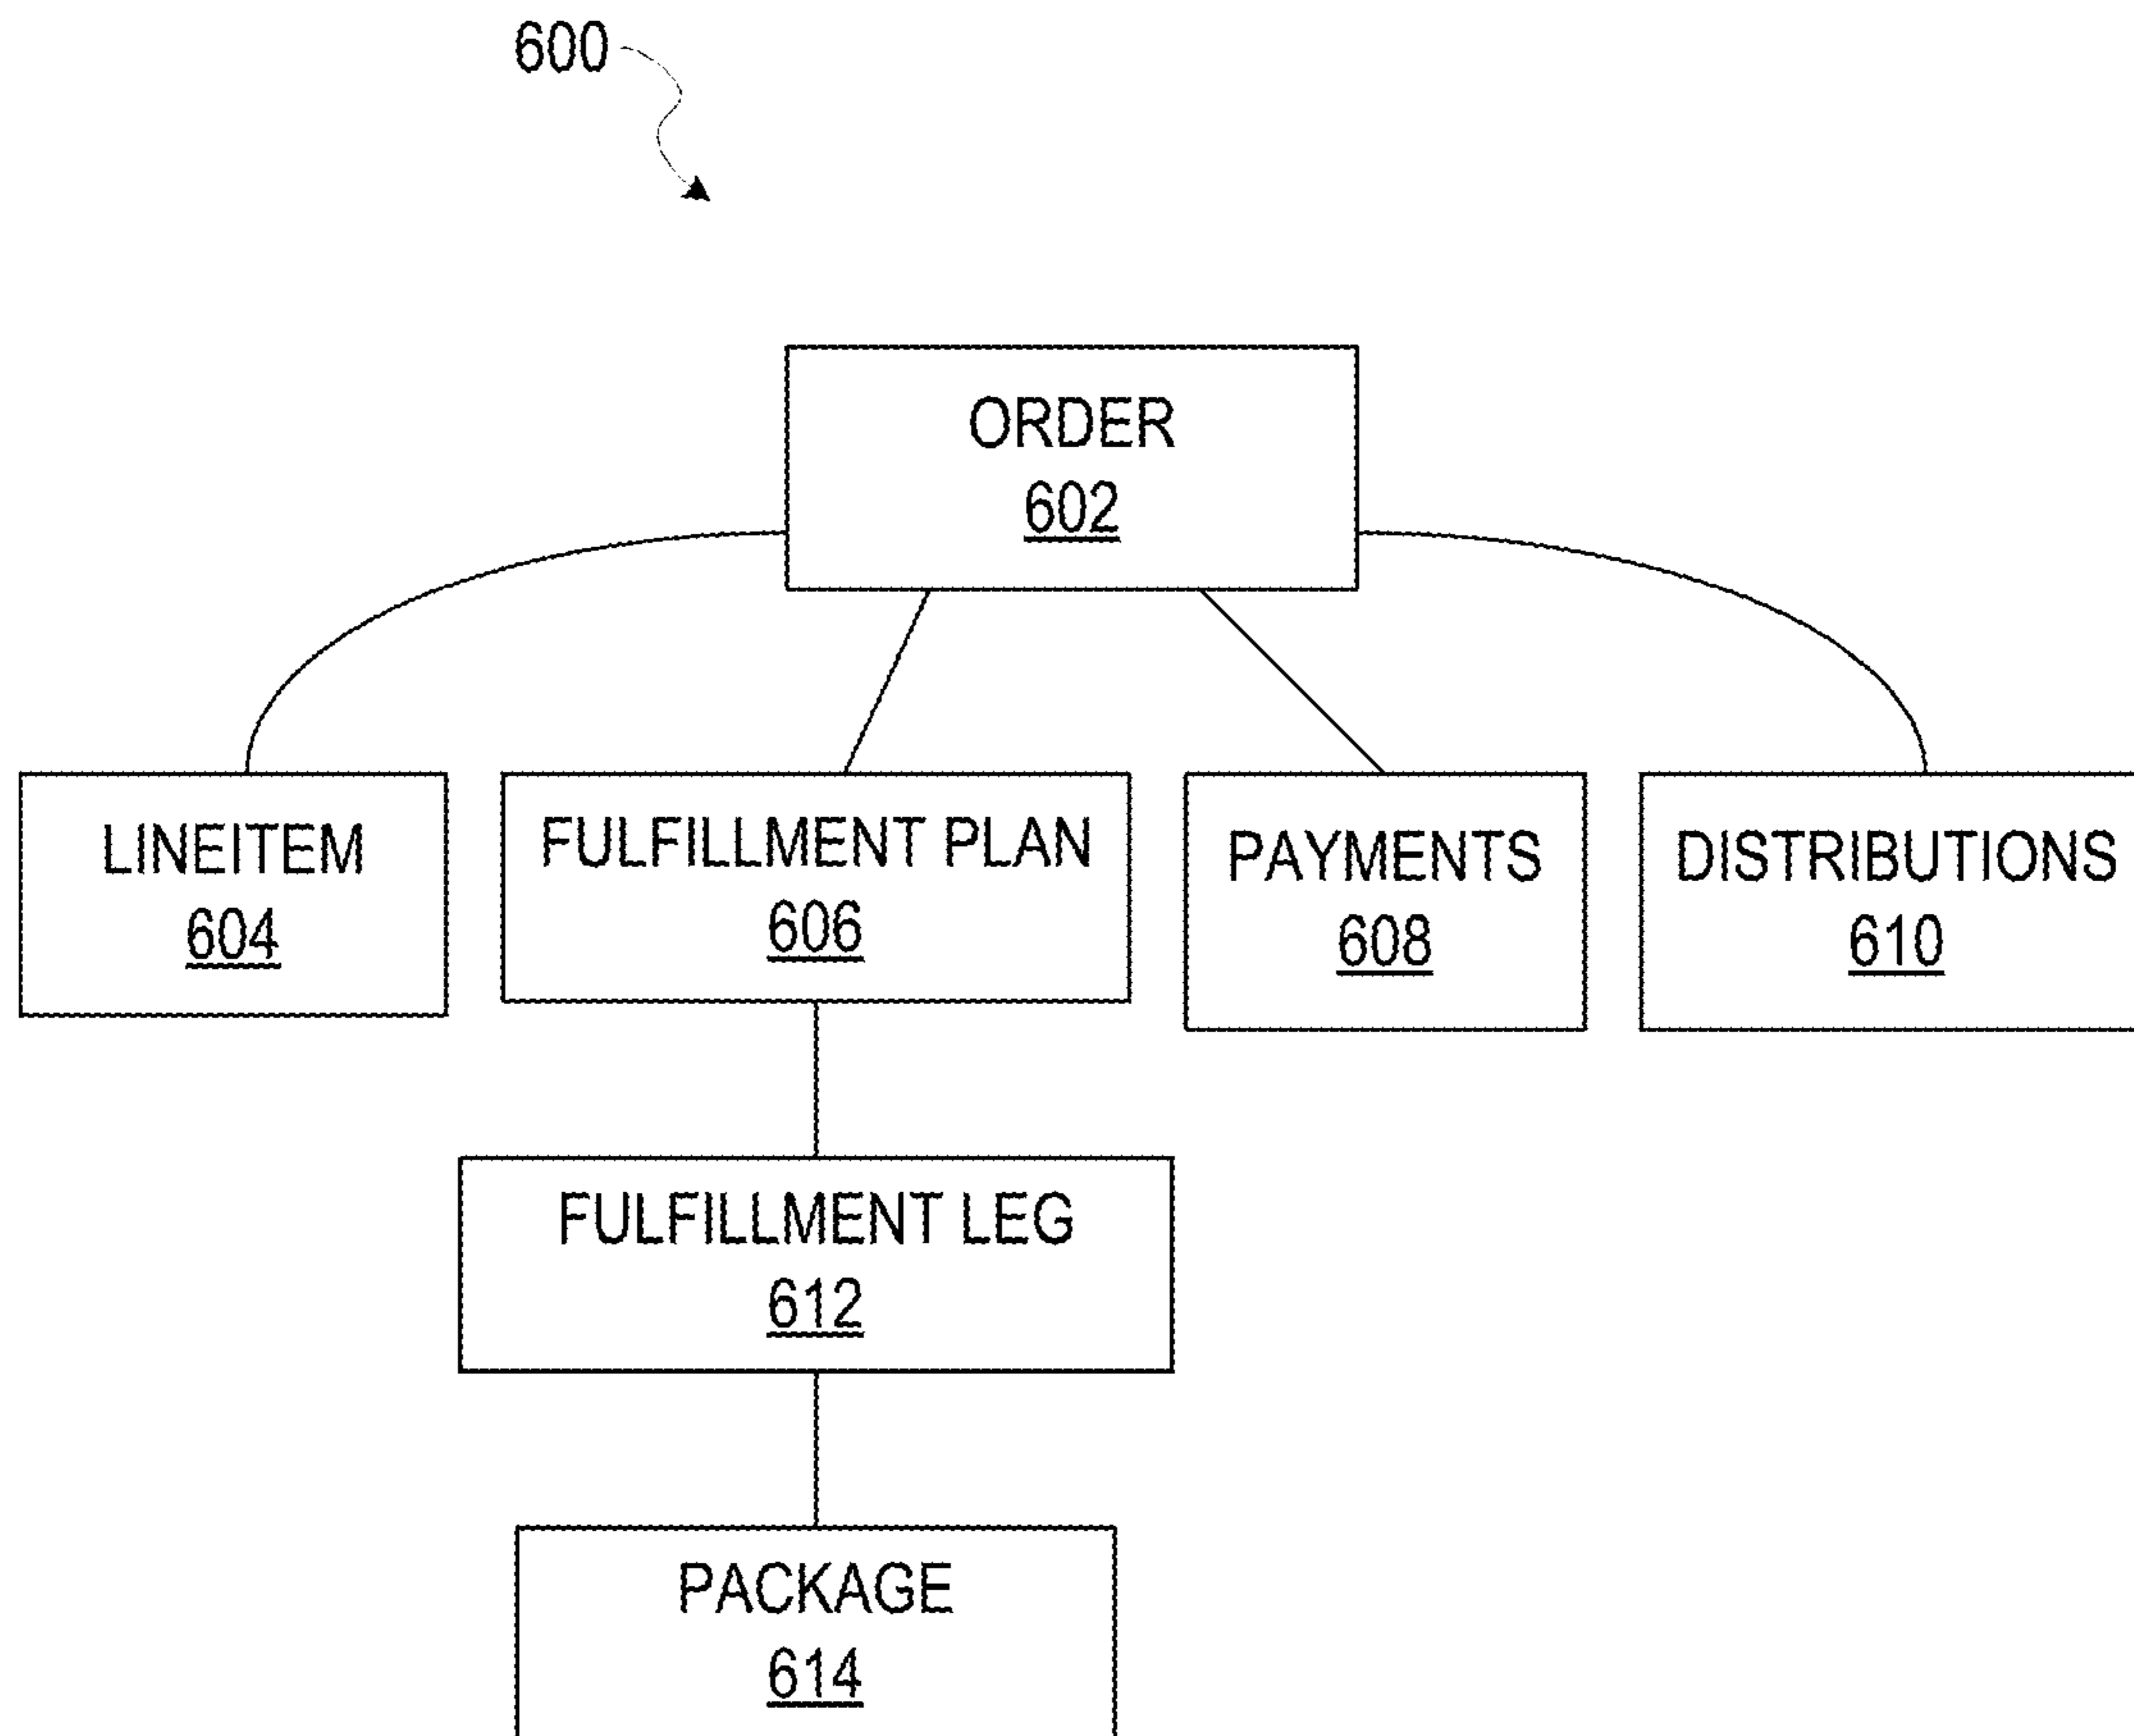 600
ORDER
602
LINEITEM
604
FULFILLMENT PLAN
606
PAYMENTS
608
DISTRIBUTIONS
610
FULFILLMENT LEG
612
PACKAGE
614